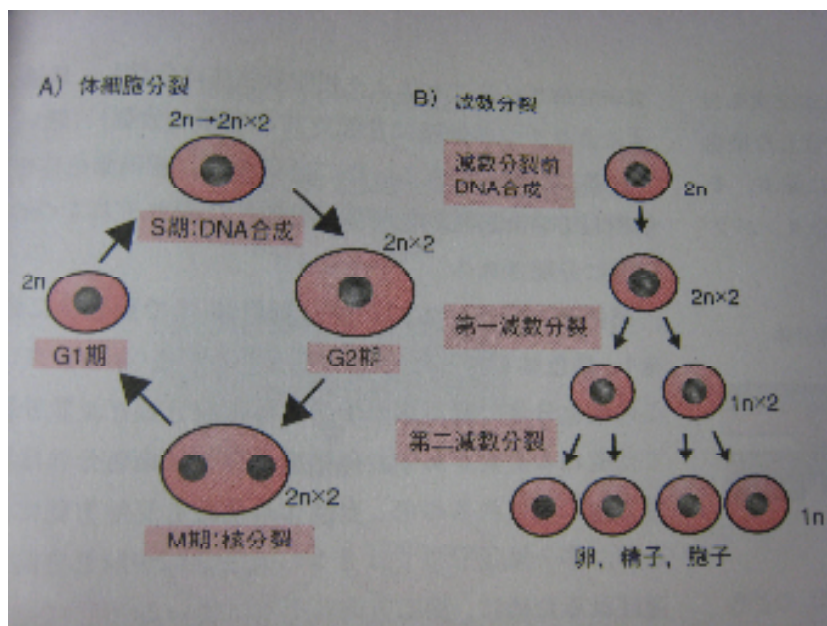 A) 体細胞分裂
2n→2n×2
S期:DNA合成
2n×2
2n
G1期
G2期
2n×2
M期:核分裂
B) 減数分裂
減数分裂前
DNA合成
2n
2n×2
第一減数分裂
1n×2
第二減数分裂
1n
卵, 精子, 胞子